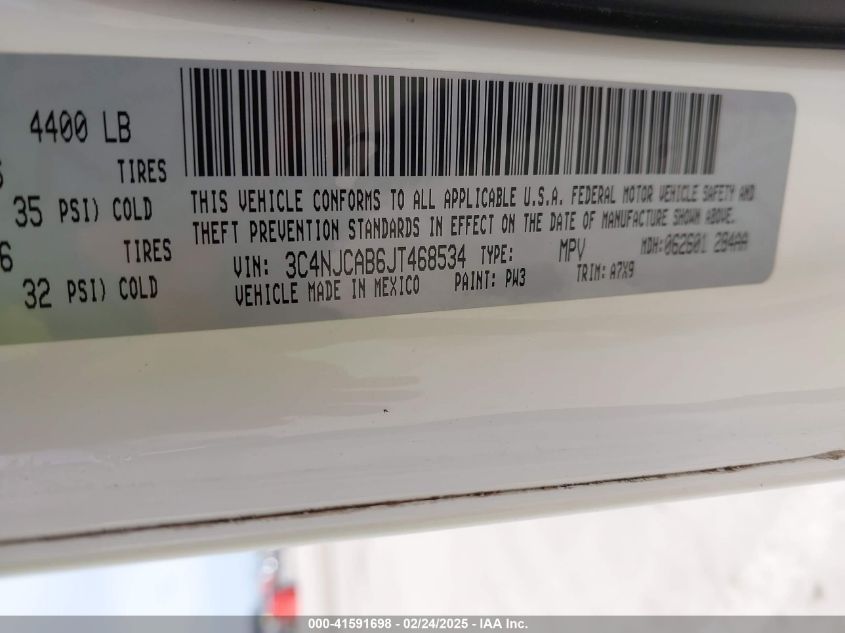 4400 LB
TIRES
35 PSI) COLD
6 TIRES
32 PSI) COLD
THIS VEHICLE CONFORMS TO ALL APPLICABLE U.S.A. FEDERAL MOTOR VEHICLE SAFETY AND
THEFT PREVENTION STANDARDS IN EFFECT ON THE DATE OF MANUFACTURE SHOWN ABOVE.
VIN: 3C4NJCAB6JT468534 TYPE: MPV MDH:062601 284AA
VEHICLE MADE IN MEXICO PAINT: PW3 TRIM: A7X9
000-41591698 - 02/24/2025 - IAA Inc.